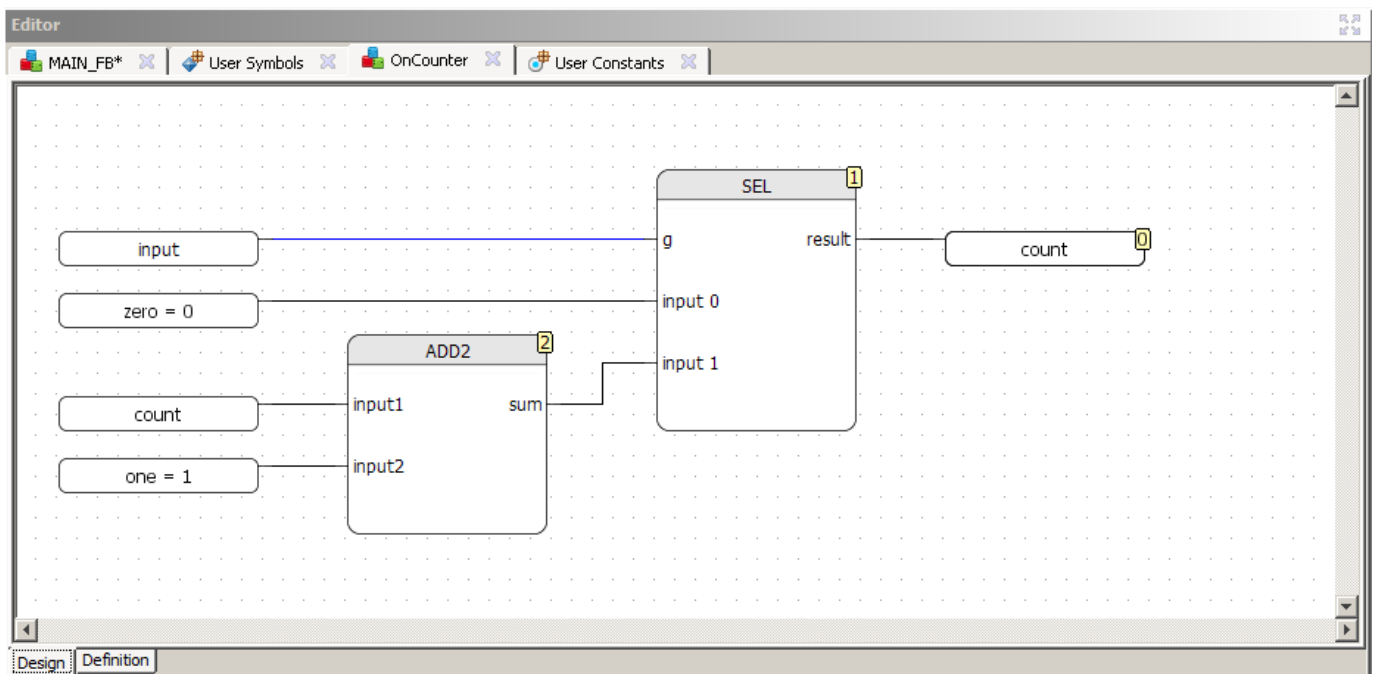 Editor
MAIN_FB* User Symbols OnCounter User Constants
SEL 1
input g result count 0
zero = 0 input 0
ADD2 2
input 1
count input1 sum
one = 1 input2
Design Definition